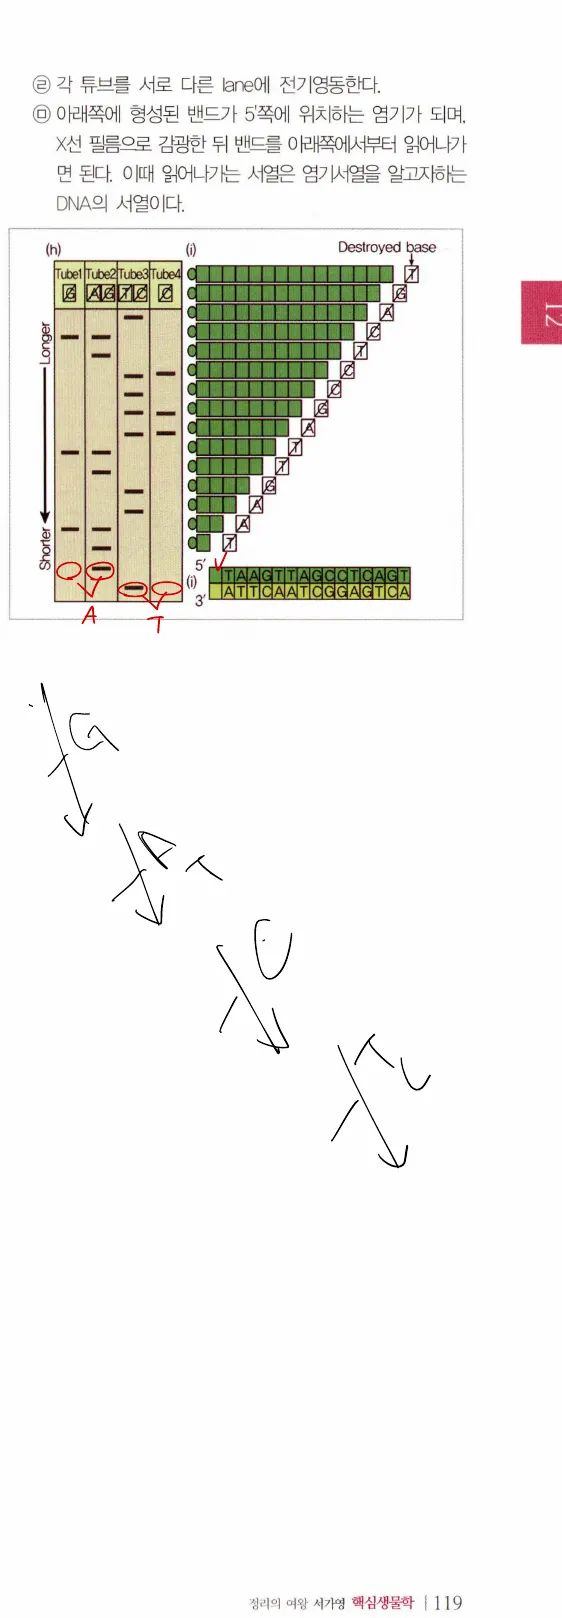 ㉣ 각 튜브를 서로 다른 lane에 전기영동한다.
㉤ 아래쪽에 형성된 밴드가 5'쪽에 위치하는 염기가 되며,
X선 필름으로 감광한 뒤 밴드를 아래쪽에서부터 읽어나가
면 된다. 이때 읽어나가는 서열은 염기서열을 알고자하는
DNA의 서열이다.
12
(h) (i) Destroyed base
Tube1 Tube2 Tube3 Tube4
G A G T C C
Longer
Shorter
T
G
A
C
T
C
C
G
A
T
T
G
A
A
T
5'
(i) TAAGTTAGCCTCAGT
3' ATTCAATCGGAGTCA
A T
G
A T
C
T C
정리의 여왕 서가영 핵심생물학 | 119